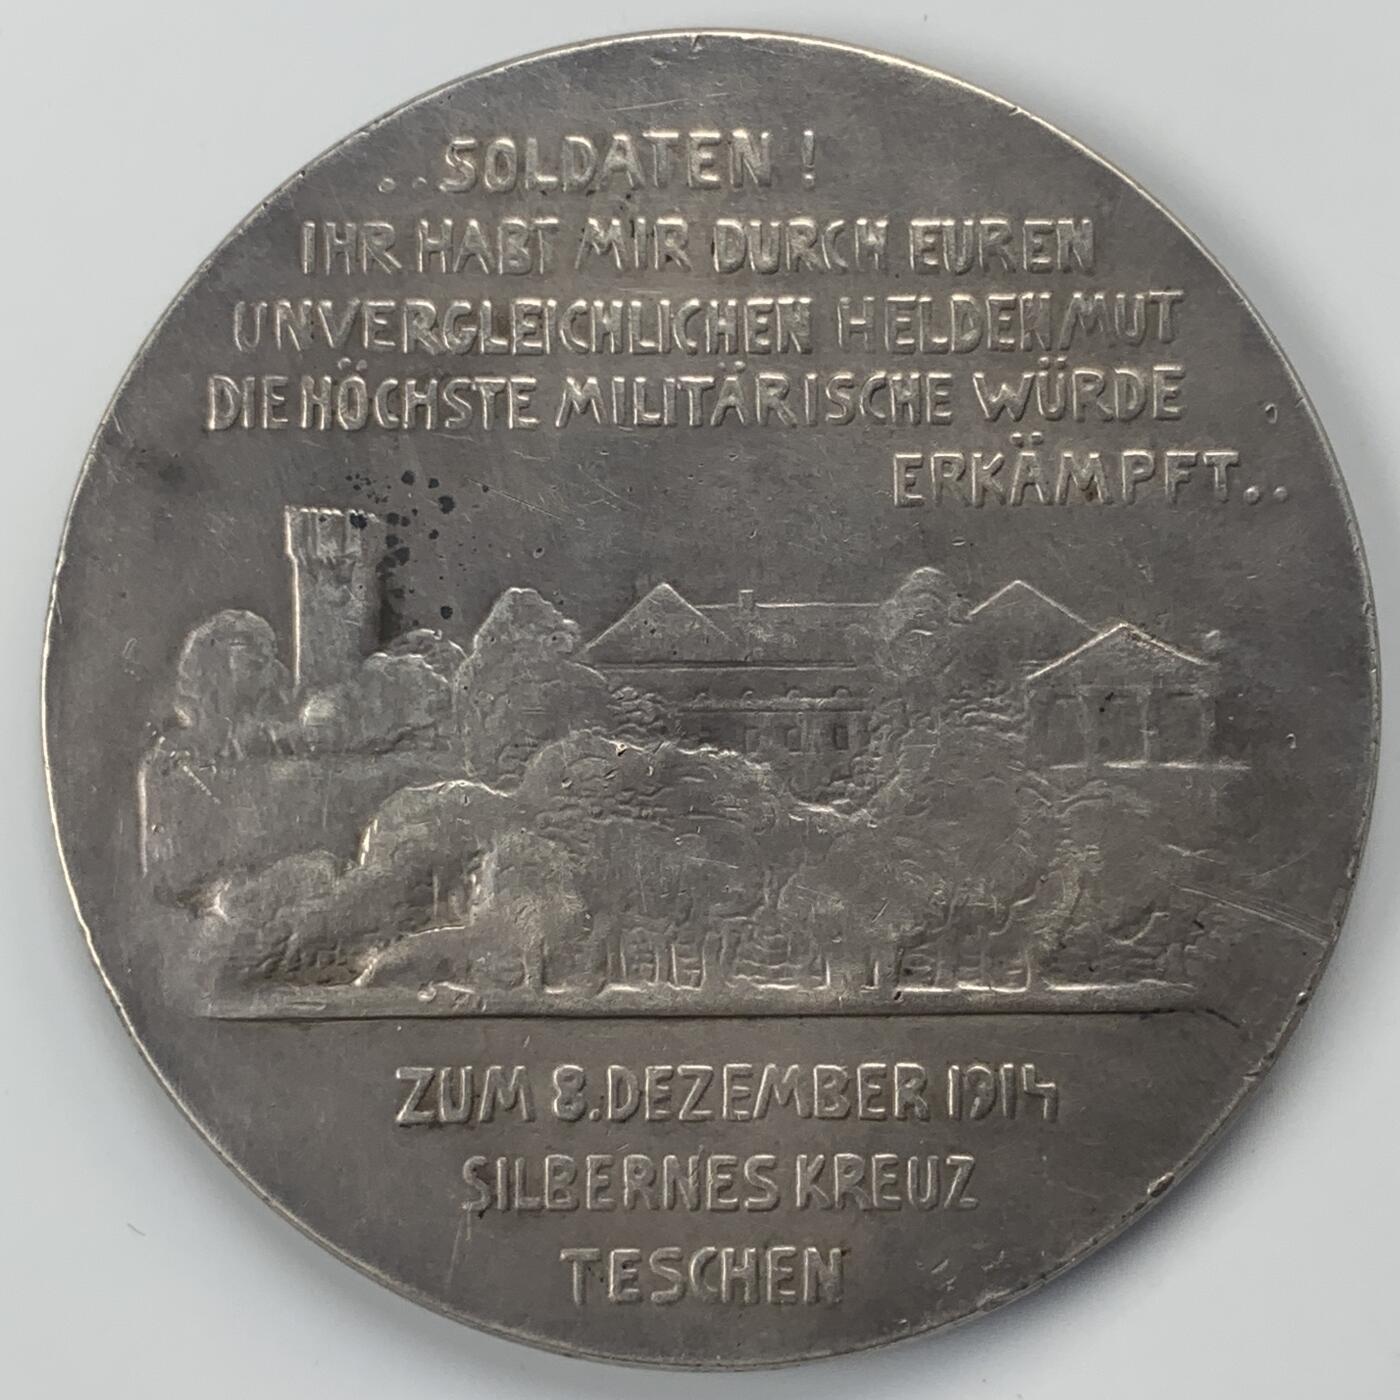 ..SOLDATEN!
IHR HABT MIR DURCH EUREN
UNVERGLEICHLICHEN HELDENMUT
DIE HÖCHSTE MILITÄRISCHE WÜRDE
ERKÄMPFT..
ZUM 8. DEZEMBER 1914
SILBERNES KREUZ
TESCHEN